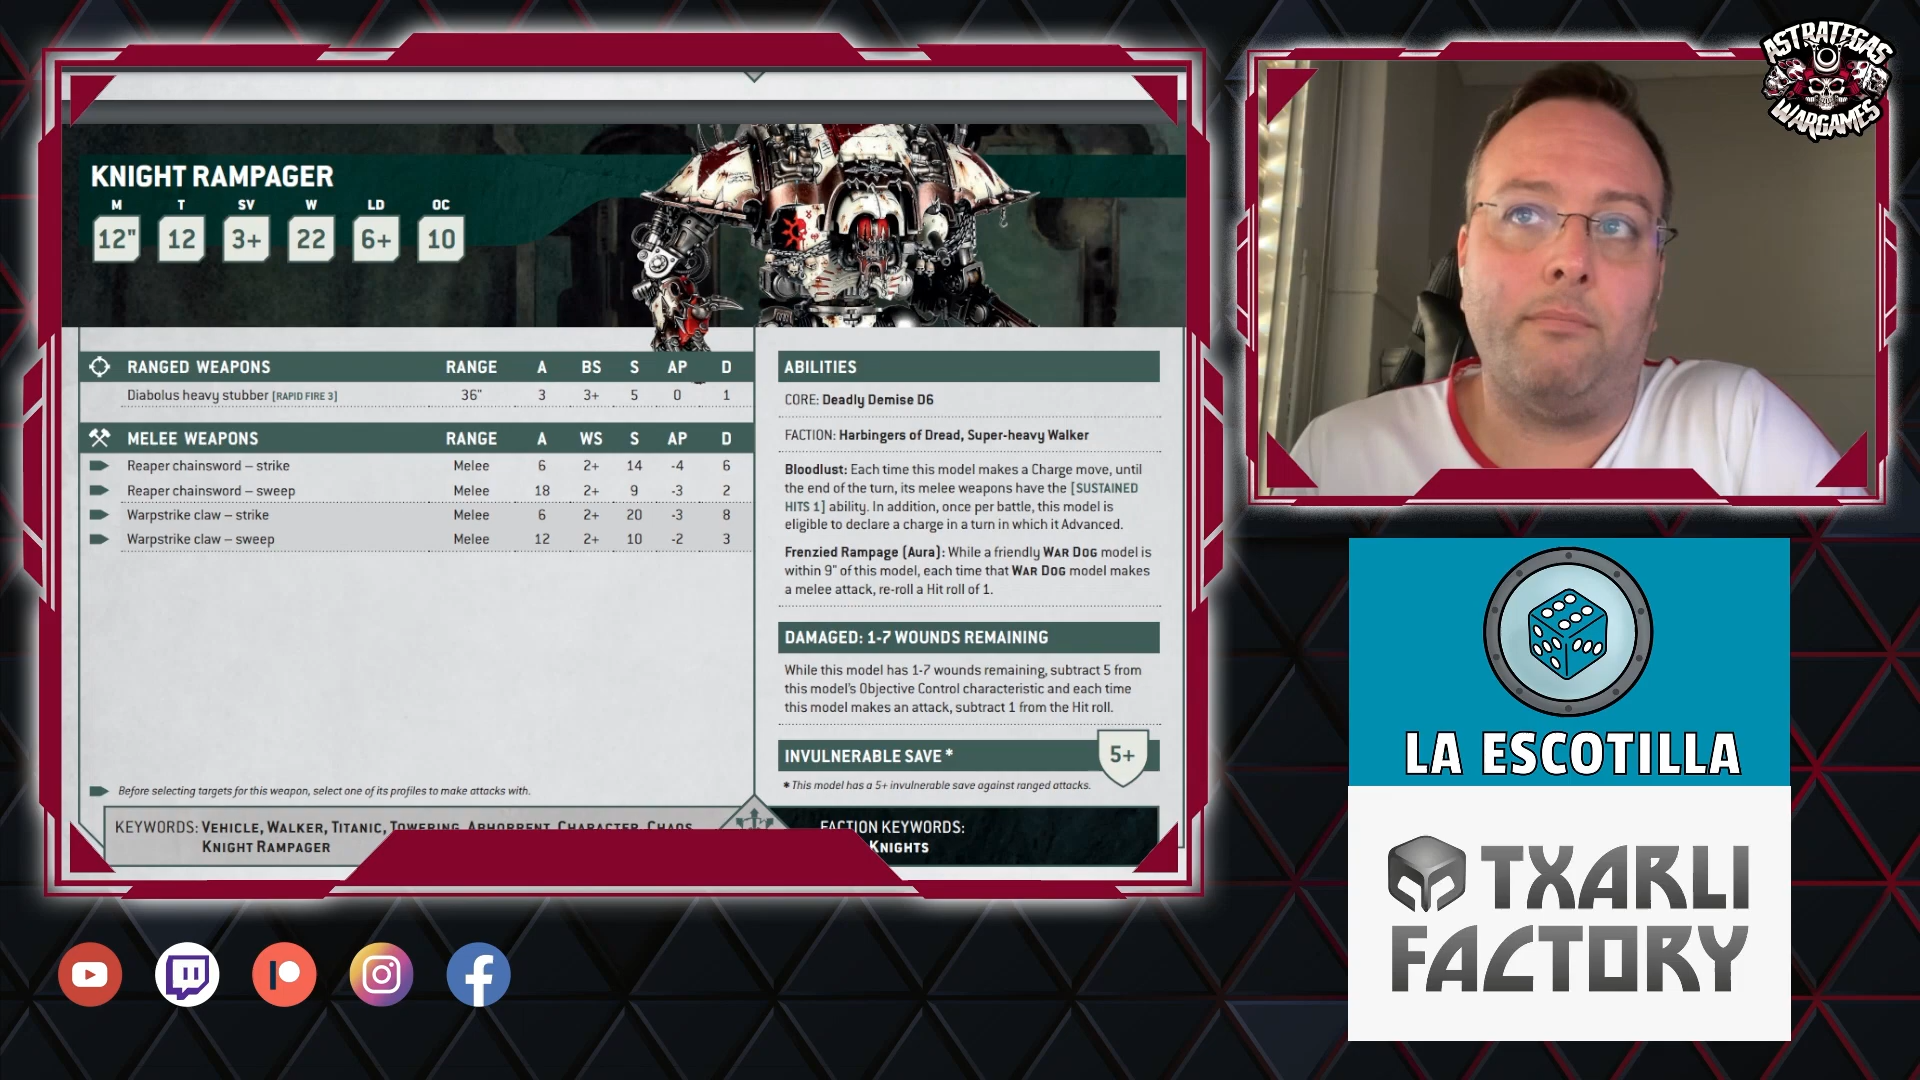 KNIGHT RAMPAGER
M T SV W LD OC
12" 12 3+ 22 6+ 10
RANGED WEAPONS RANGE A BS S AP D
Diabolus heavy stubber [RAPID FIRE 3] 36" 3 3+ 5 0 1
MELEE WEAPONS RANGE A WS S AP D
Reaper chainsword – strike Melee 6 2+ 14 -4 6
Reaper chainsword – sweep Melee 18 2+ 9 -3 2
Warpstrike claw – strike Melee 6 2+ 20 -3 8
Warpstrike claw – sweep Melee 12 2+ 10 -2 3
Before selecting targets for this weapon, select one of its profiles to make attacks with.
KEYWORDS: VEHICLE, WALKER, TITANIC, TOWERING, ABHORRENT, CHARACTER, CHAOS,
KNIGHT RAMPAGER
ABILITIES
CORE: Deadly Demise D6
FACTION: Harbingers of Dread, Super-heavy Walker
Bloodlust: Each time this model makes a Charge move, until
the end of the turn, its melee weapons have the [SUSTAINED
HITS 1] ability. In addition, once per battle, this model is
eligible to declare a charge in a turn in which it Advanced.
Frenzied Rampage (Aura): While a friendly WAR DOG model is
within 9" of this model, each time that WAR DOG model makes
a melee attack, re-roll a Hit roll of 1.
DAMAGED: 1-7 WOUNDS REMAINING
While this model has 1-7 wounds remaining, subtract 5 from
this model's Objective Control characteristic and each time
this model makes an attack, subtract 1 from the Hit roll.
INVULNERABLE SAVE * 5+
* This model has a 5+ invulnerable save against ranged attacks.
FACTION KEYWORDS:
KNIGHTS
ASTRATEGAS
WARGAMES
LA ESCOTILLA
TXARLI
FACTORY